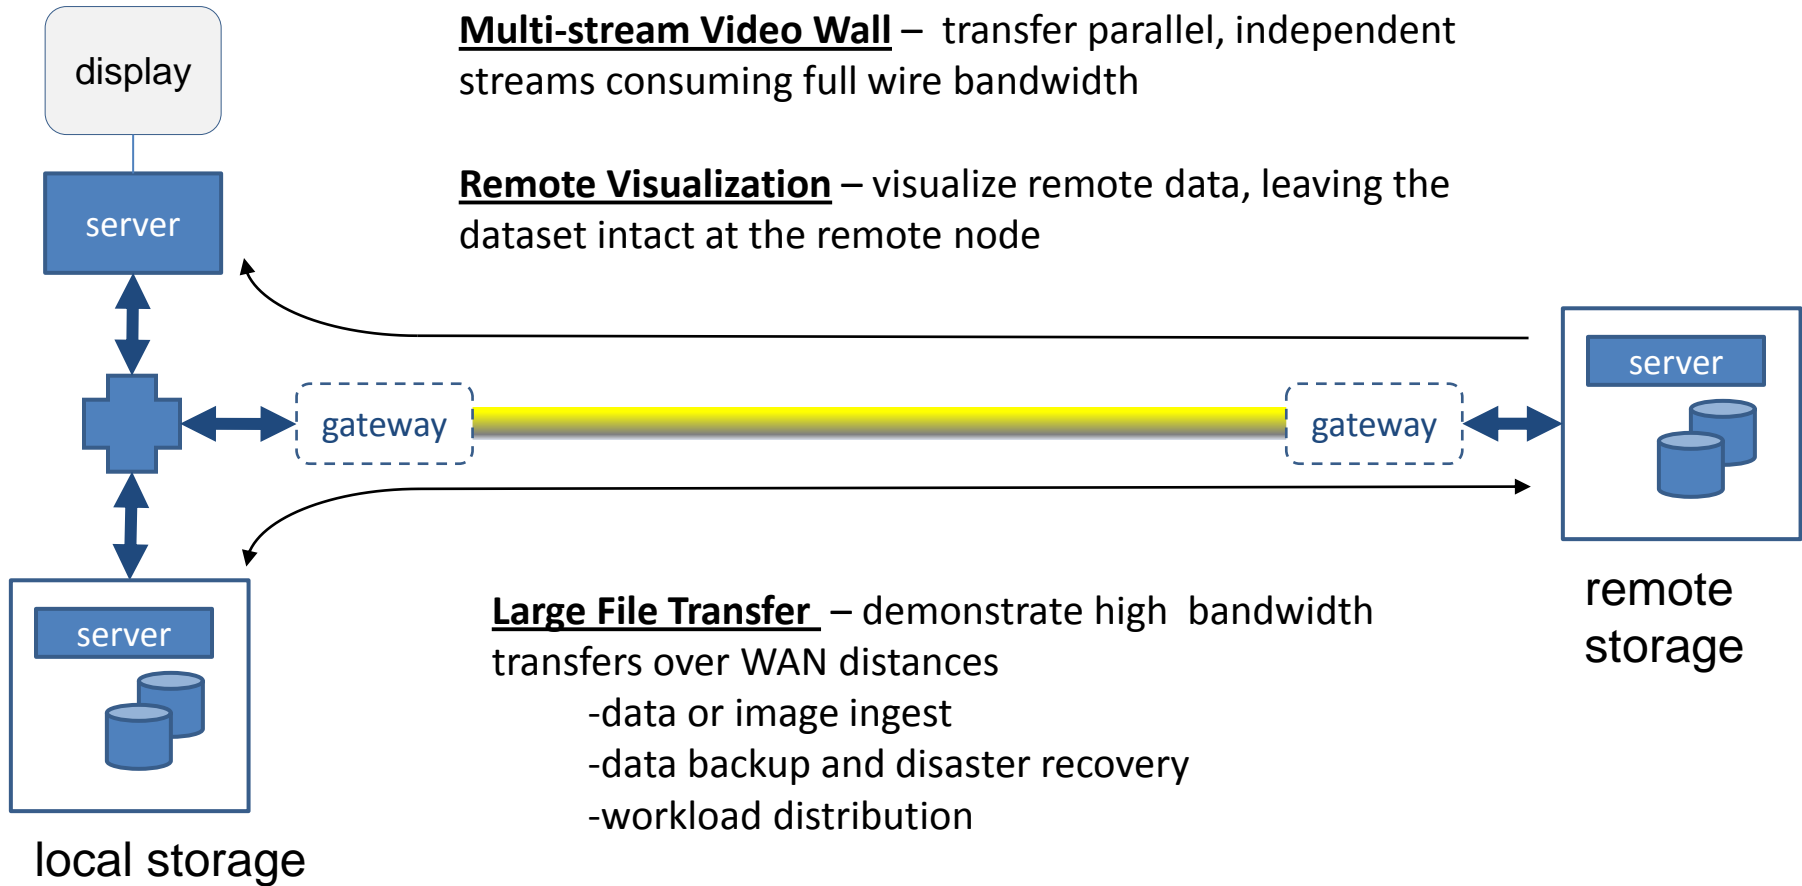 display
Multi-stream Video Wall – transfer parallel, independent
streams consuming full wire bandwidth
server
Remote Visualization – visualize remote data, leaving the
dataset intact at the remote node
server
gateway
gateway
server
Large File Transfer – demonstrate high bandwidth
transfers over WAN distances
-data or image ingest
-data backup and disaster recovery
-workload distribution
remote
storage
local storage